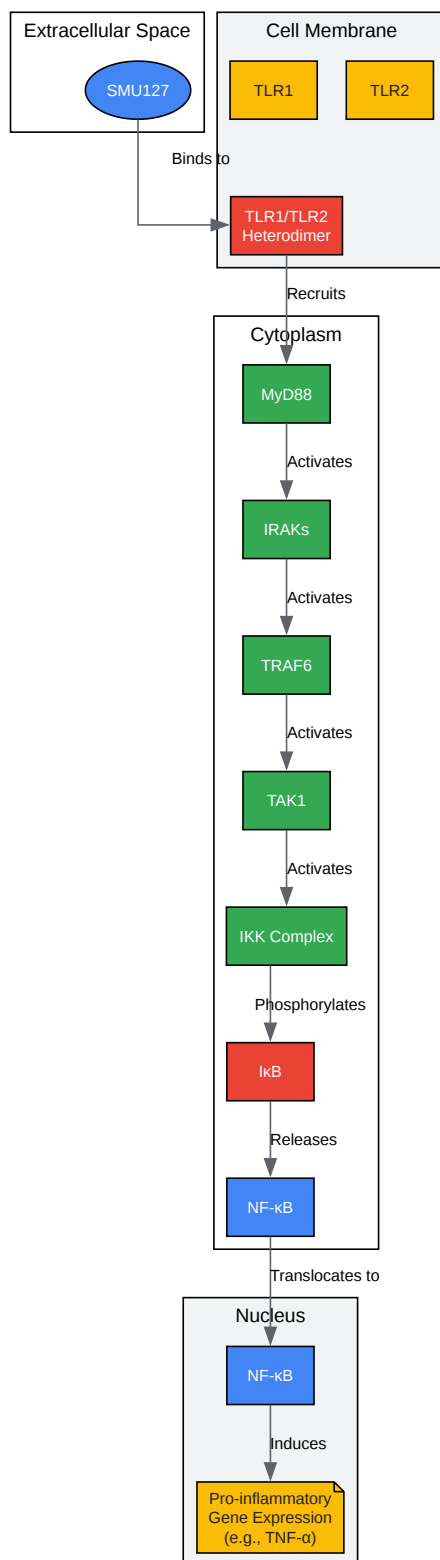 Extracellular Space
Cell Membrane
SMU127
TLR1
TLR2
Binds to
TLR1/TLR2
Heterodimer
Recruits
Cytoplasm
MyD88
Activates
IRAKs
Activates
TRAF6
Activates
TAK1
Activates
IKK Complex
Phosphorylates
IκB
Releases
NF-κB
Translocates to
Nucleus
NF-κB
Induces
Pro-inflammatory
Gene Expression
(e.g., TNF-α)